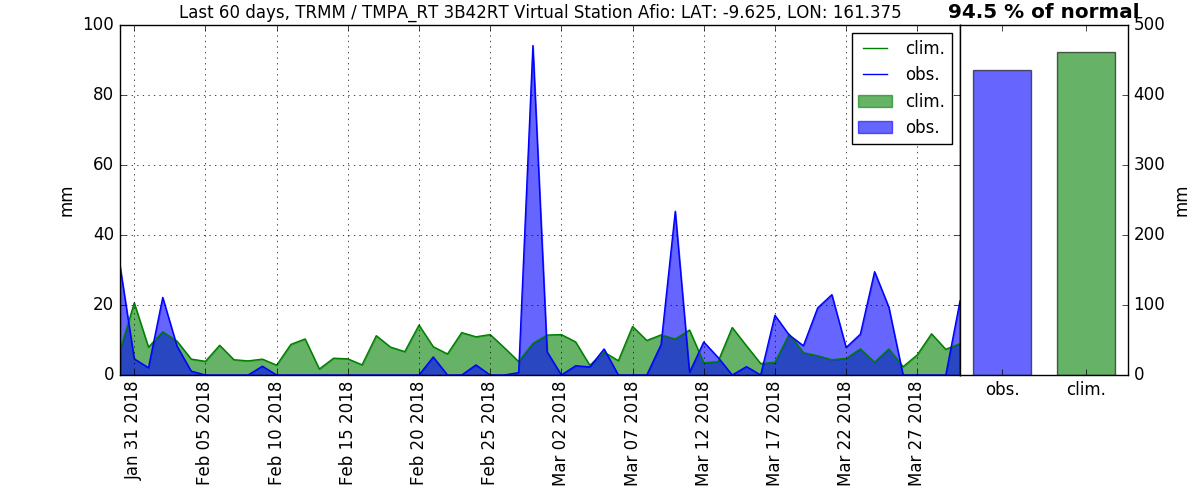 Last 60 days, TRMM / TMPA_RT 3B42RT Virtual Station Afio: LAT: -9.625, LON: 161.375
94.5 % of normal
100
80
60
40
20
0
mm
clim.
obs.
clim.
obs.
Jan 31 2018
Feb 05 2018
Feb 10 2018
Feb 15 2018
Feb 20 2018
Feb 25 2018
Mar 02 2018
Mar 07 2018
Mar 12 2018
Mar 17 2018
Mar 22 2018
Mar 27 2018
500
400
300
200
100
0
mm
obs.
clim.